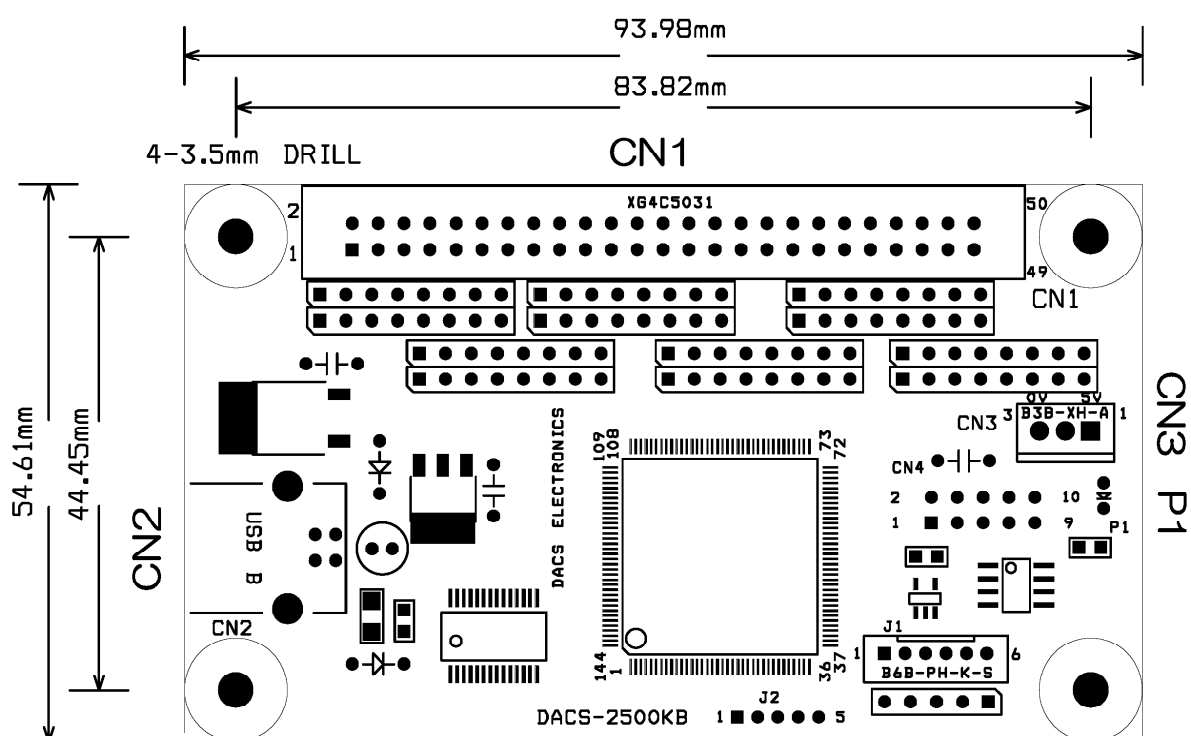 93.98mm
83.82mm
4-3.5mm DRILL
CN1
XG4C5031
2
50
1
49
CN1
0V 5V
3 B3B-XH-A 1
CN3
CN3 P1
54.61mm
44.45mm
109
108
73
72
DACS ELECTRONICS
CN4
2
10
1
9
P1
CN2
USB B
CN2
J1
1
6
B6B-PH-K-S
144
1
36
37
J2
DACS-2500KB
1
5